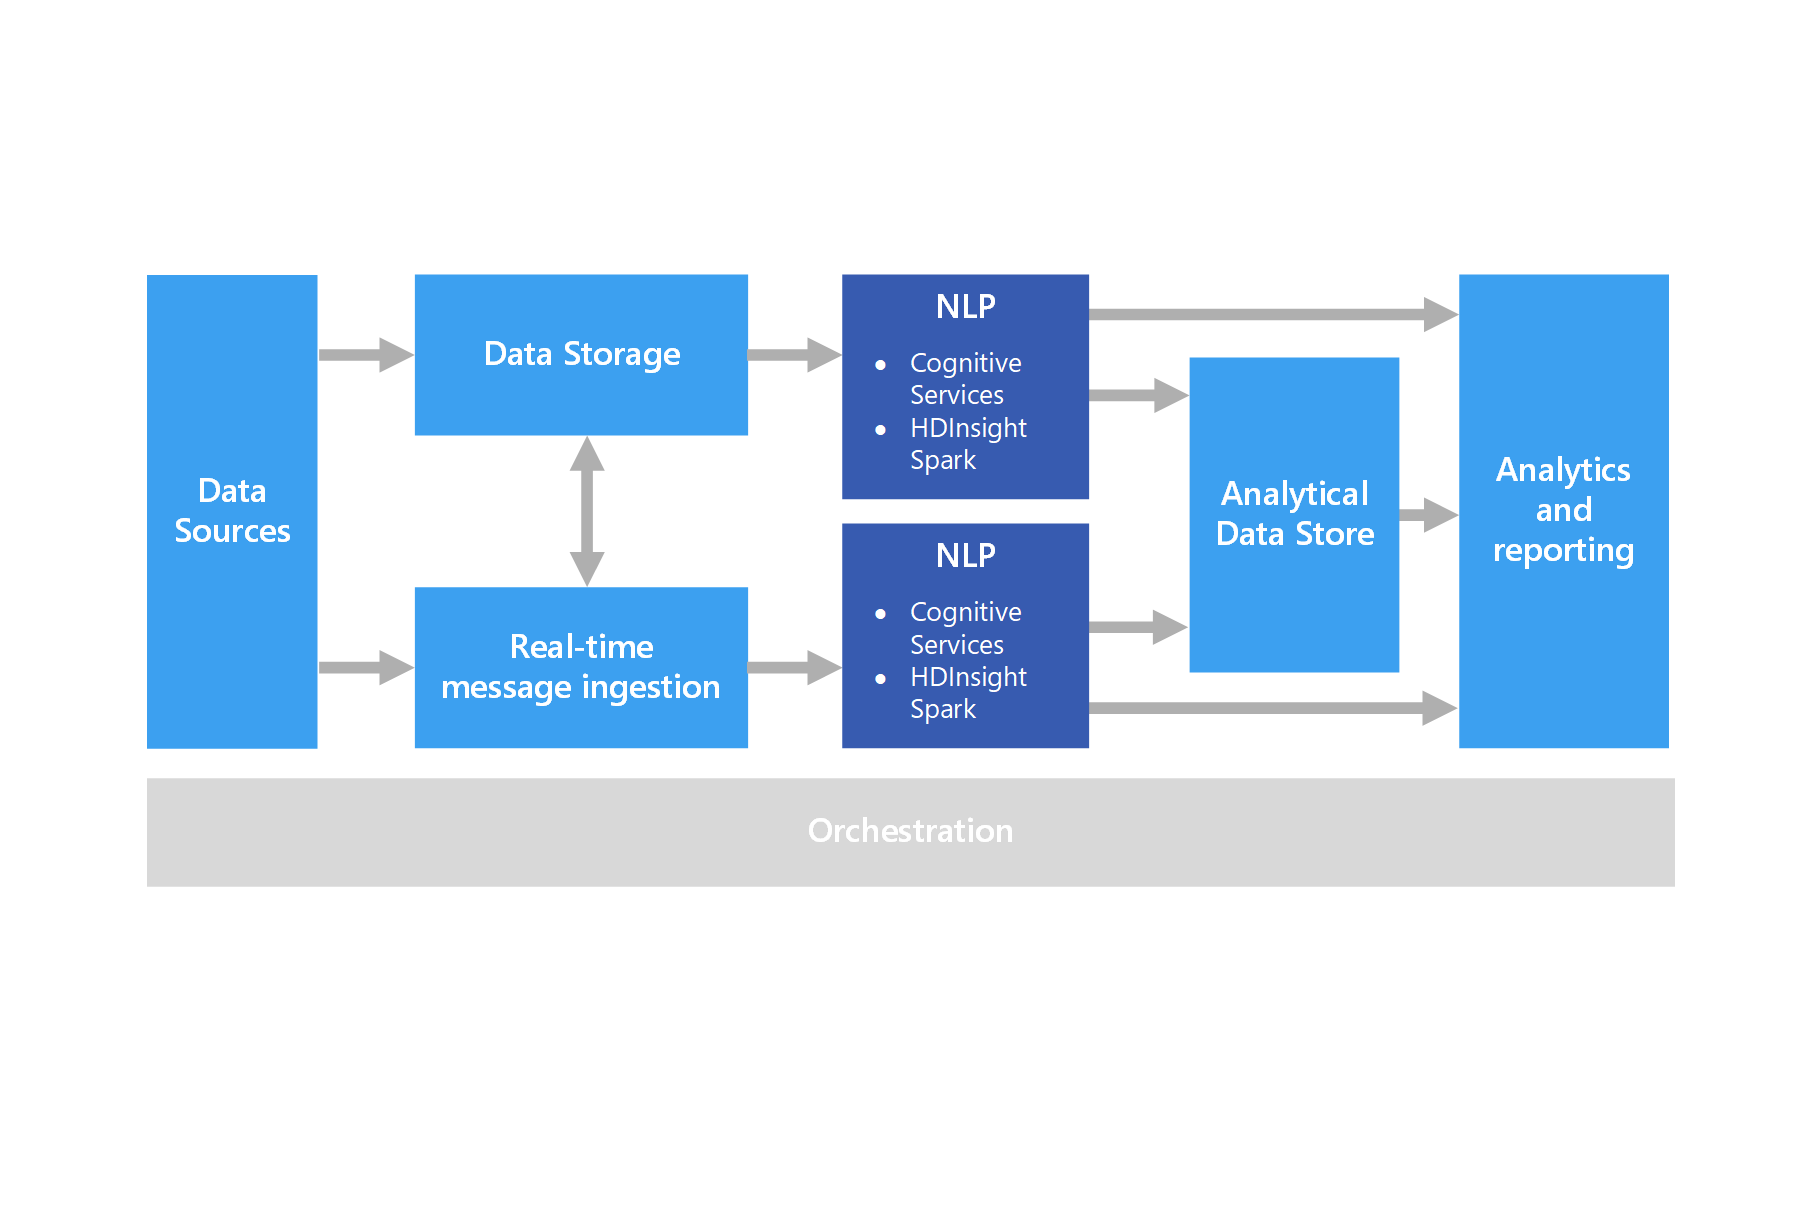 Data
Sources
Data Storage
Real-time
message ingestion
NLP
● Cognitive
Services
● HDInsight
Spark
NLP
● Cognitive
Services
● HDInsight
Spark
Analytical
Data Store
Analytics
and
reporting
Orchestration